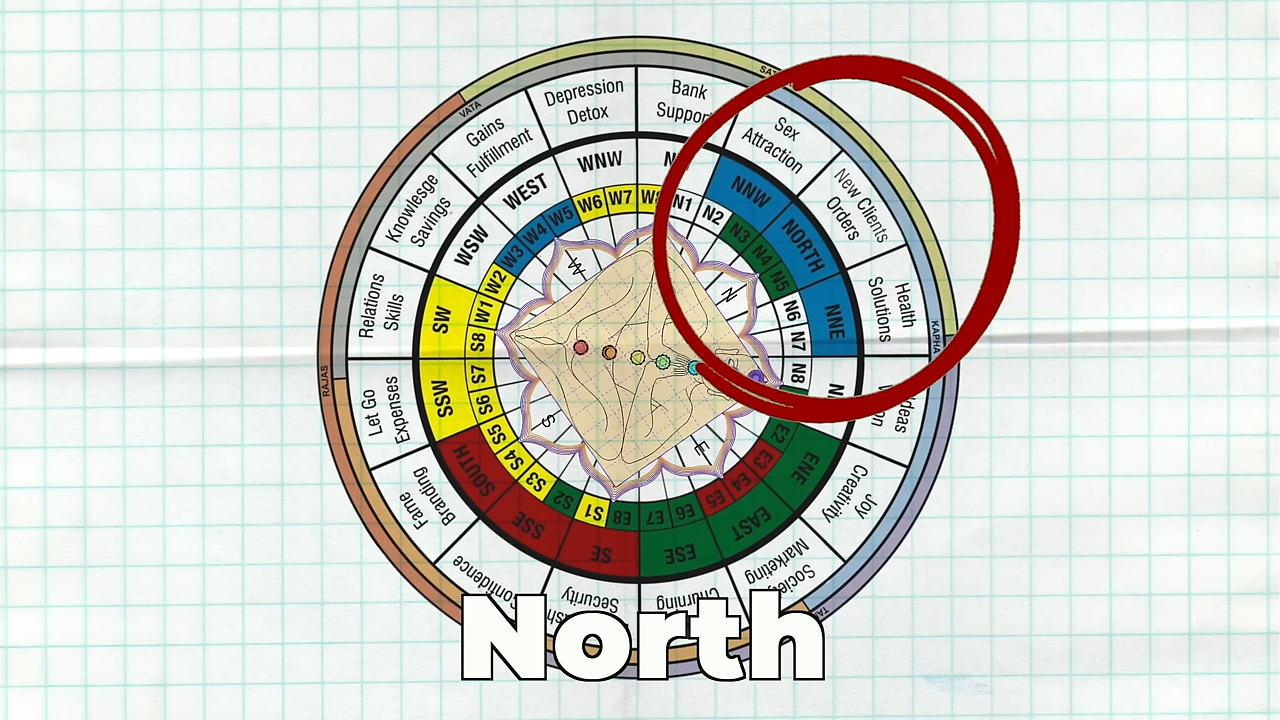 Depression
Detox
Bank
Support
Sex
Attraction
New Clients
Orders
Health
Solutions
Joy
Creativity
Marketing
Churning
Security
Confidence
Fame
Branding
Let Go
Expenses
Relations
Skills
Knowlesge
Savings
Gains
Fulfillment
VATA
KAPHA
RAJAS
WNW
NNW
NORTH
NNE
ENE
EAST
ESE
SE
SSE
SOUTH
SSW
SW
WSW
WEST
N1
N2
N3
N4
N5
N6
N7
N8
E2
E3
E4
E5
E6
E7
E8
S1
S2
S3
S4
S5
S6
S7
S8
W1
W2
W3
W4
W5
W6
W7
W8
N
E
S
W
North